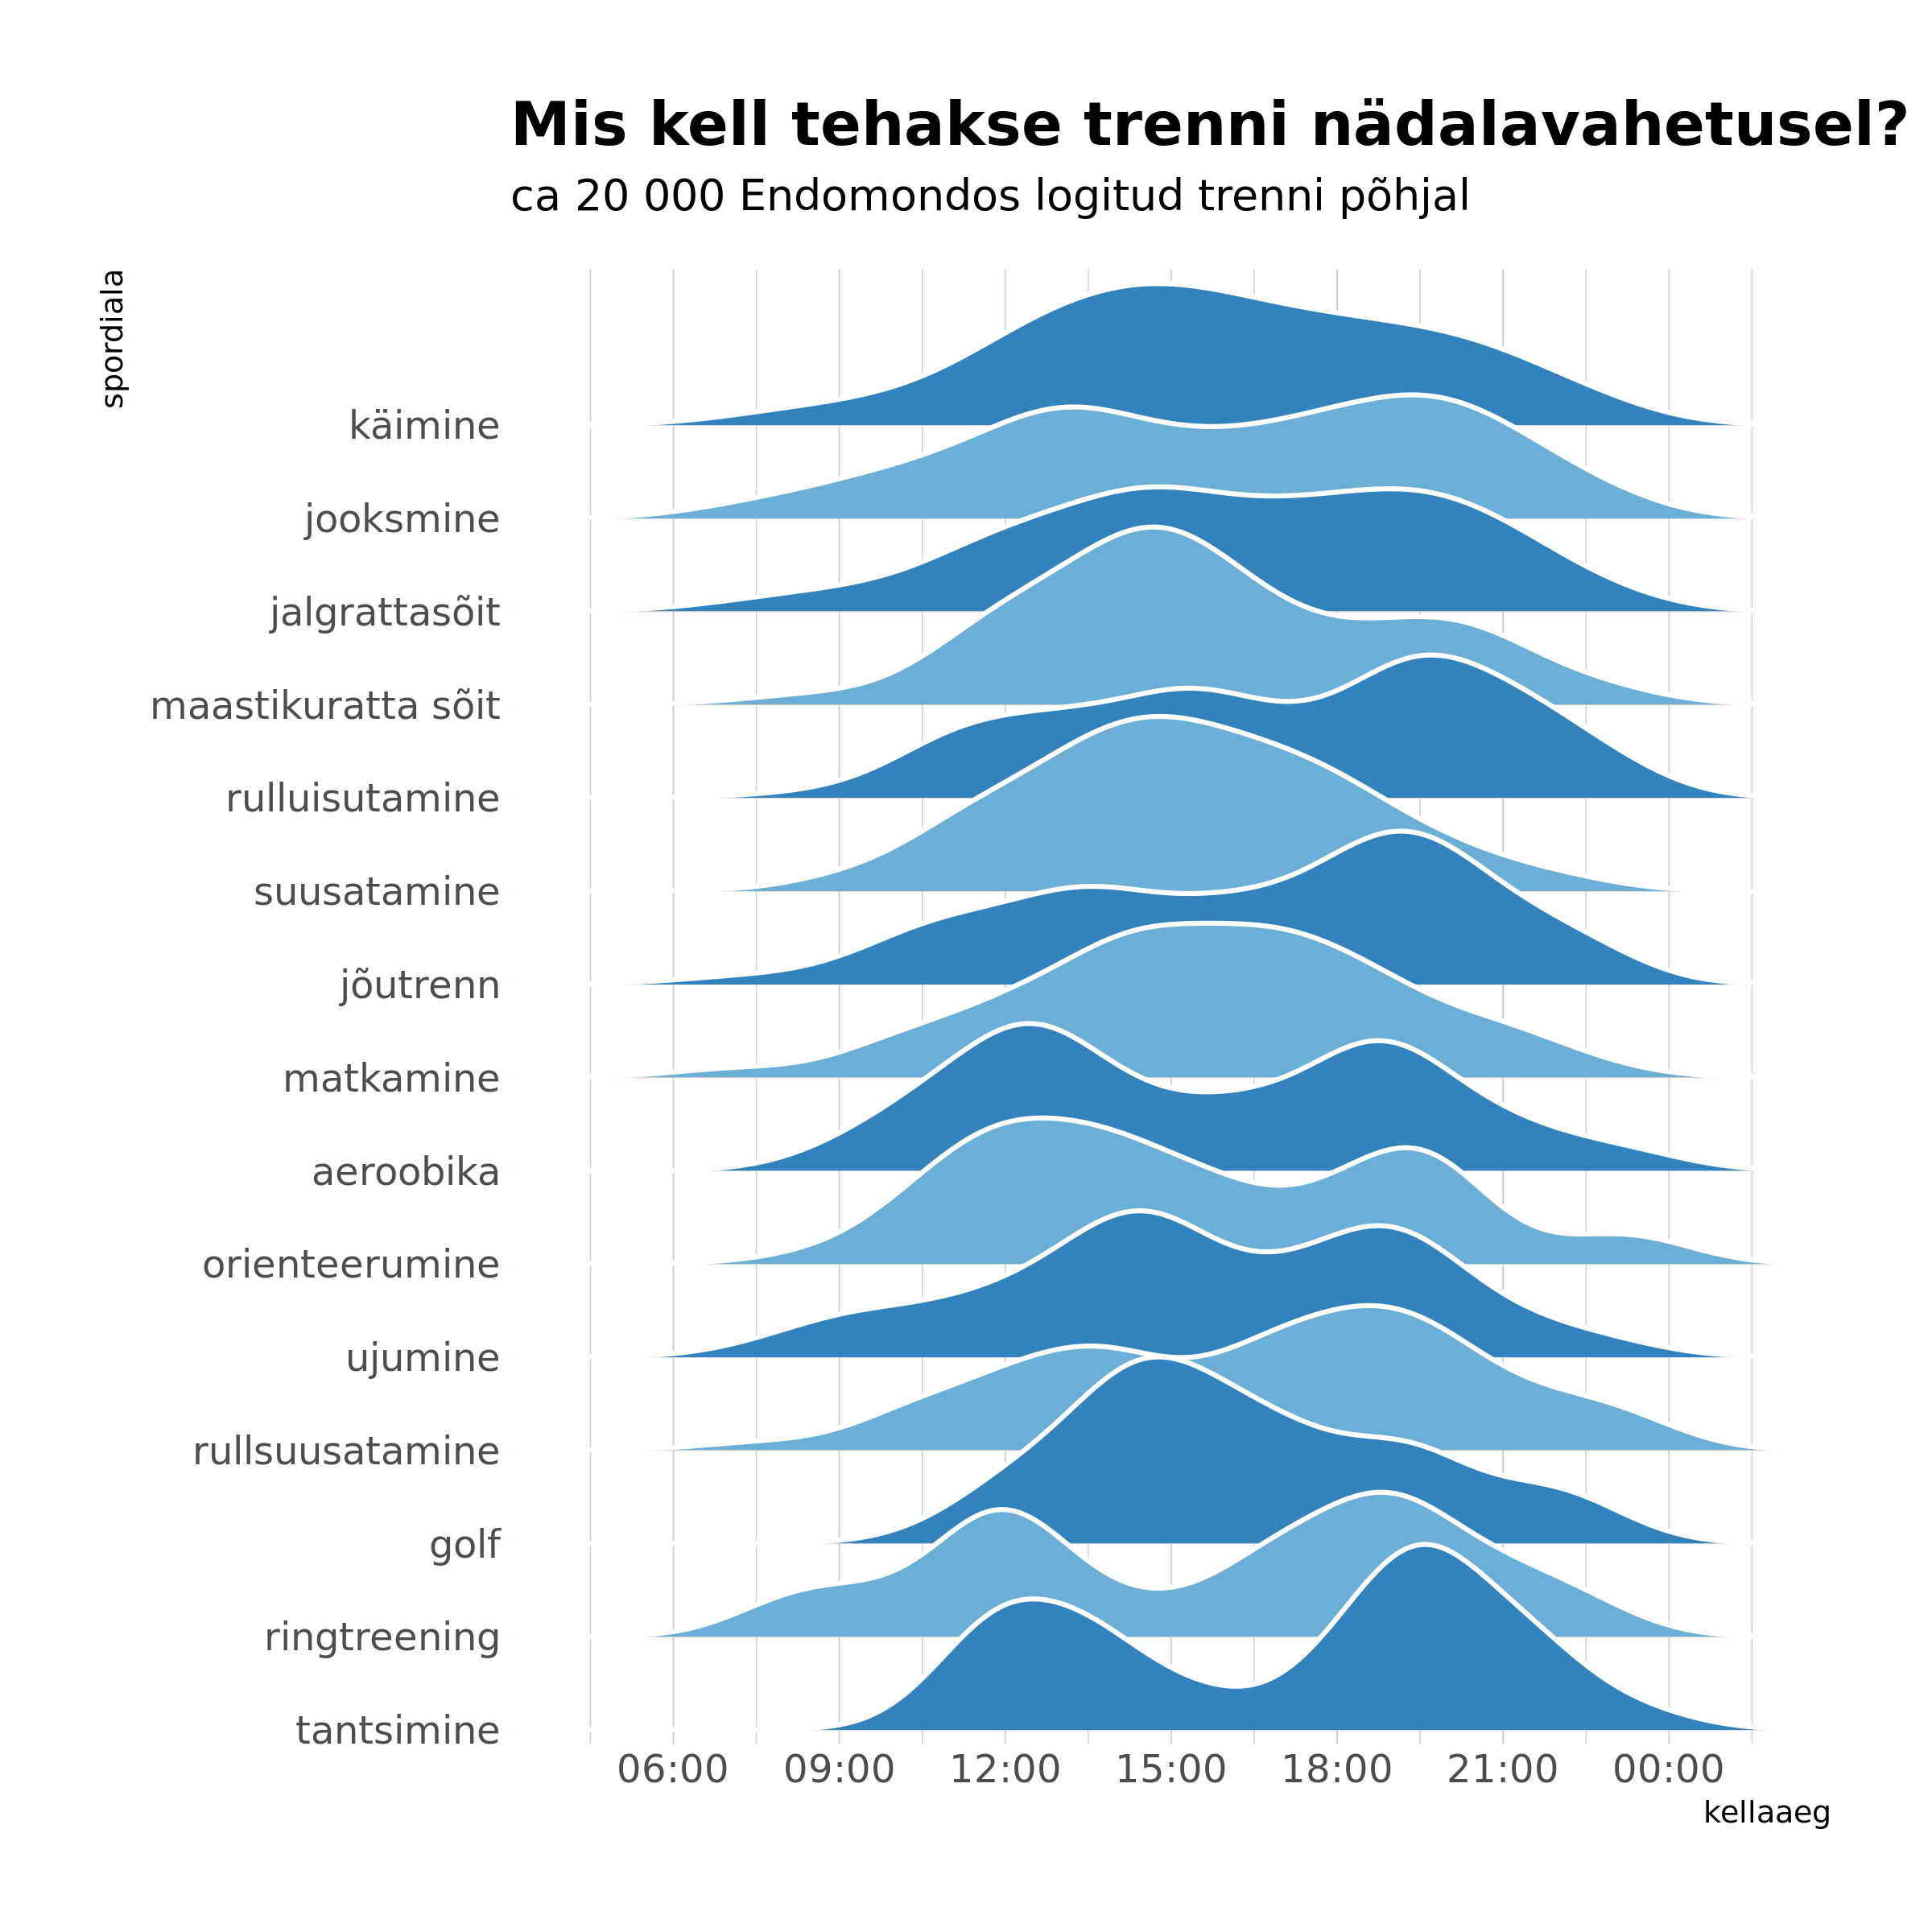 Mis kell tehakse trenni nädalavahetusel?
ca 20 000 Endomondos logitud trenni põhjal
spordiala
käimine
jooksmine
jalgrattasõit
maastikuratta sõit
rulluisutamine
suusatamine
jõutrenn
matkamine
aeroobika
orienteerumine
ujumine
rullsuusatamine
golf
ringtreening
tantsimine
06:00 09:00 12:00 15:00 18:00 21:00 00:00
kellaaeg